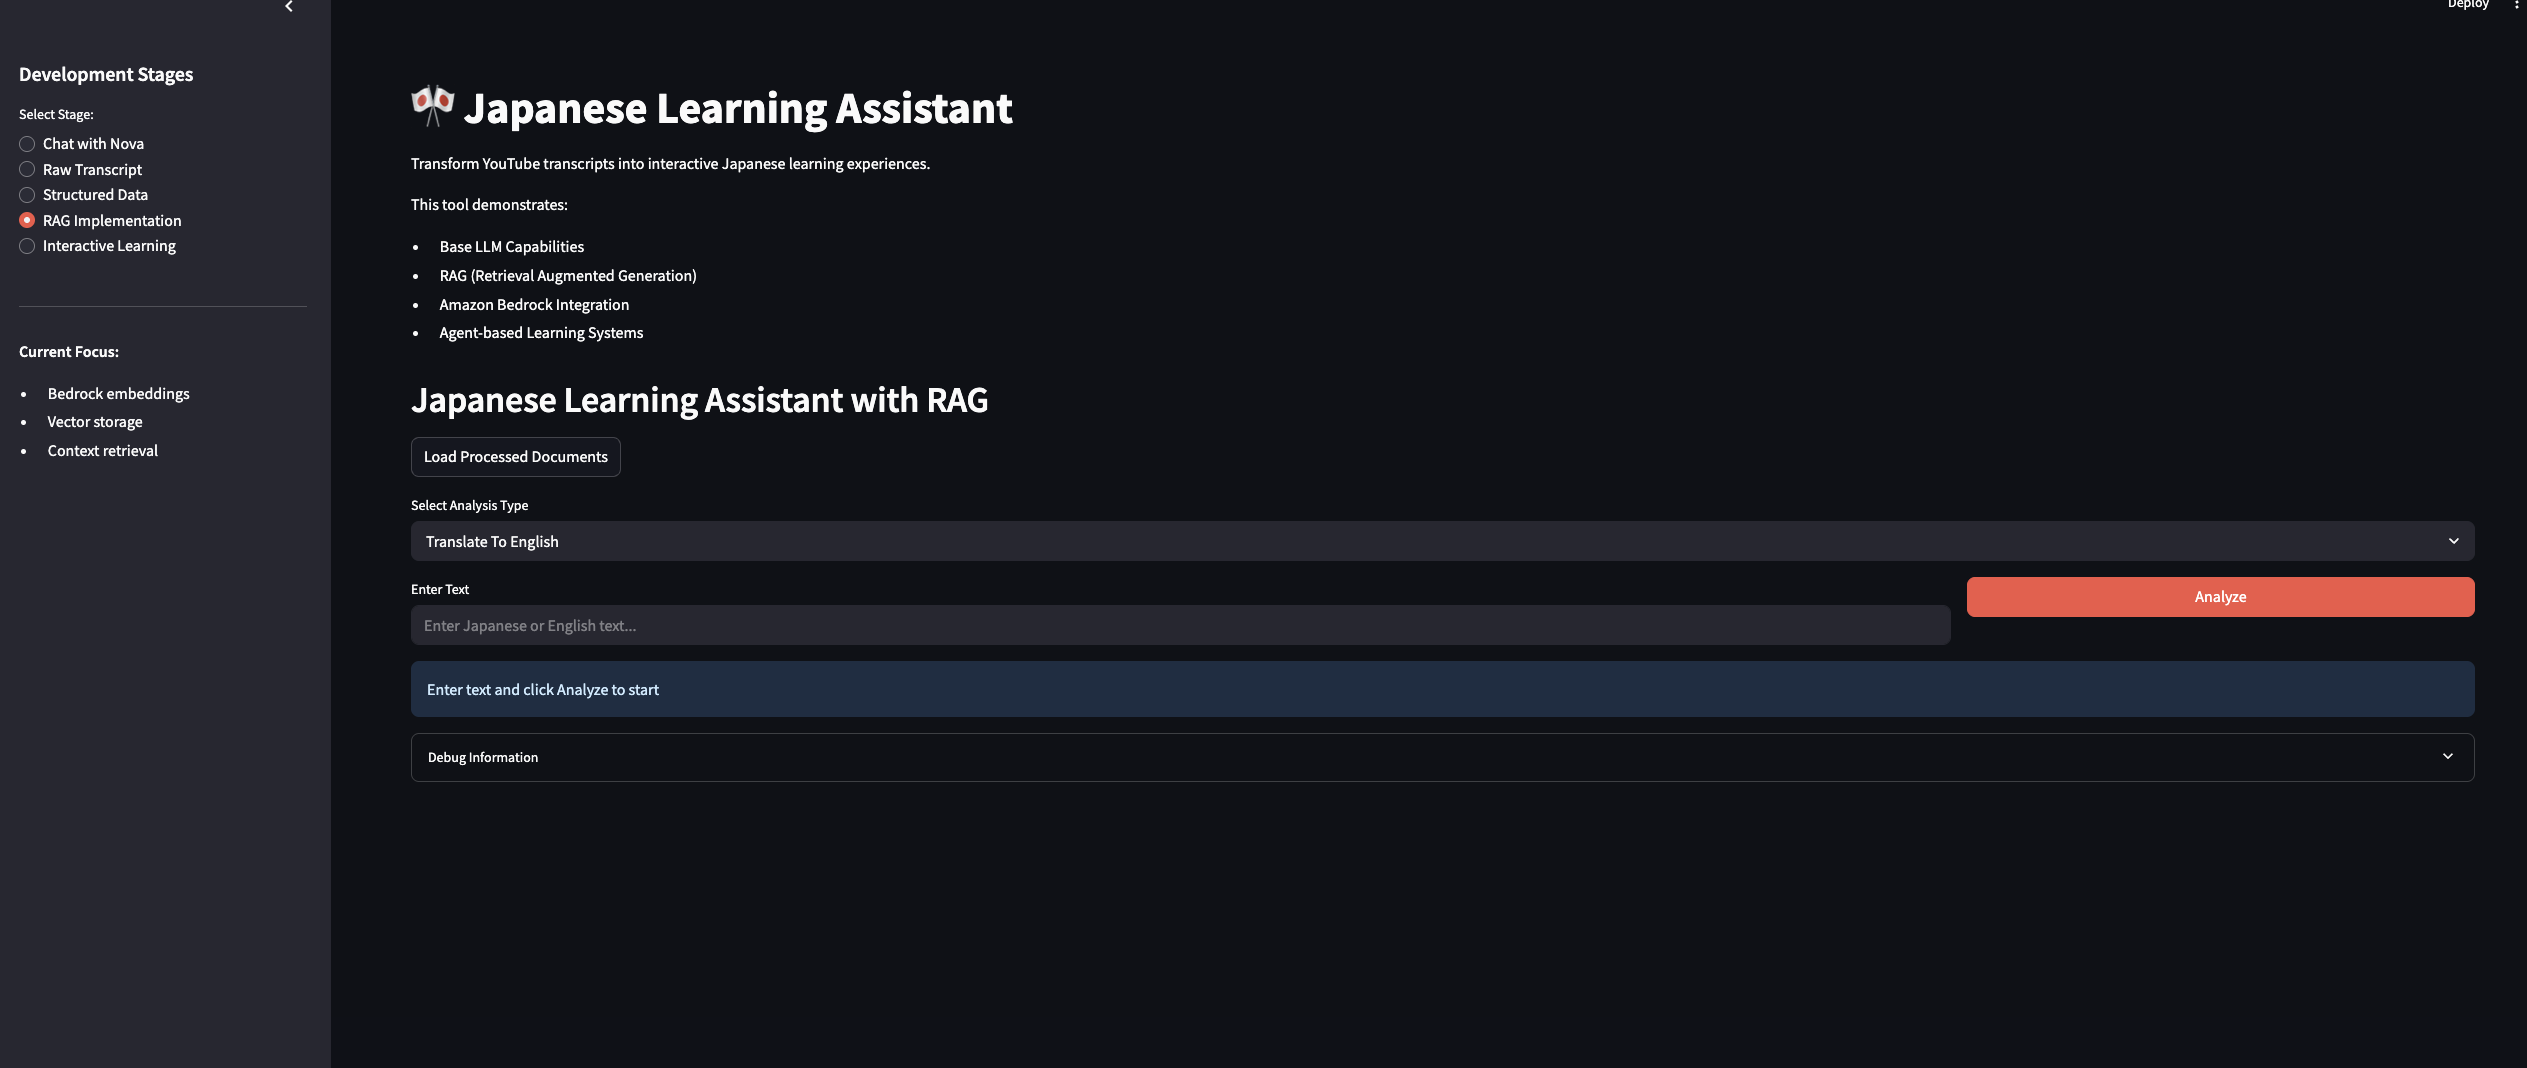 Deploy
Development Stages
Select Stage:
Chat with Nova
Raw Transcript
Structured Data
RAG Implementation
Interactive Learning
Current Focus:
Bedrock embeddings
Vector storage
Context retrieval
Japanese Learning Assistant
Transform YouTube transcripts into interactive Japanese learning experiences.
This tool demonstrates:
Base LLM Capabilities
RAG (Retrieval Augmented Generation)
Amazon Bedrock Integration
Agent-based Learning Systems
Japanese Learning Assistant with RAG
Load Processed Documents
Select Analysis Type
Translate To English
Enter Text
Enter Japanese or English text...
Analyze
Enter text and click Analyze to start
Debug Information